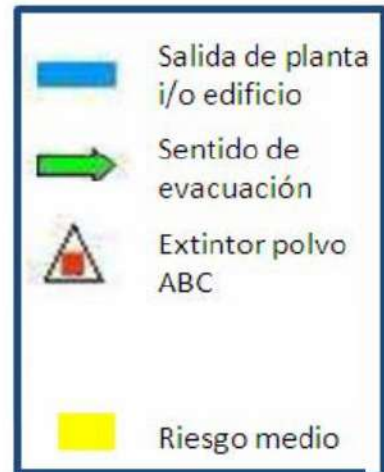 Salida de planta
i/o edificio
Sentido de
evacuación
Extintor polvo
ABC
Riesgo medio